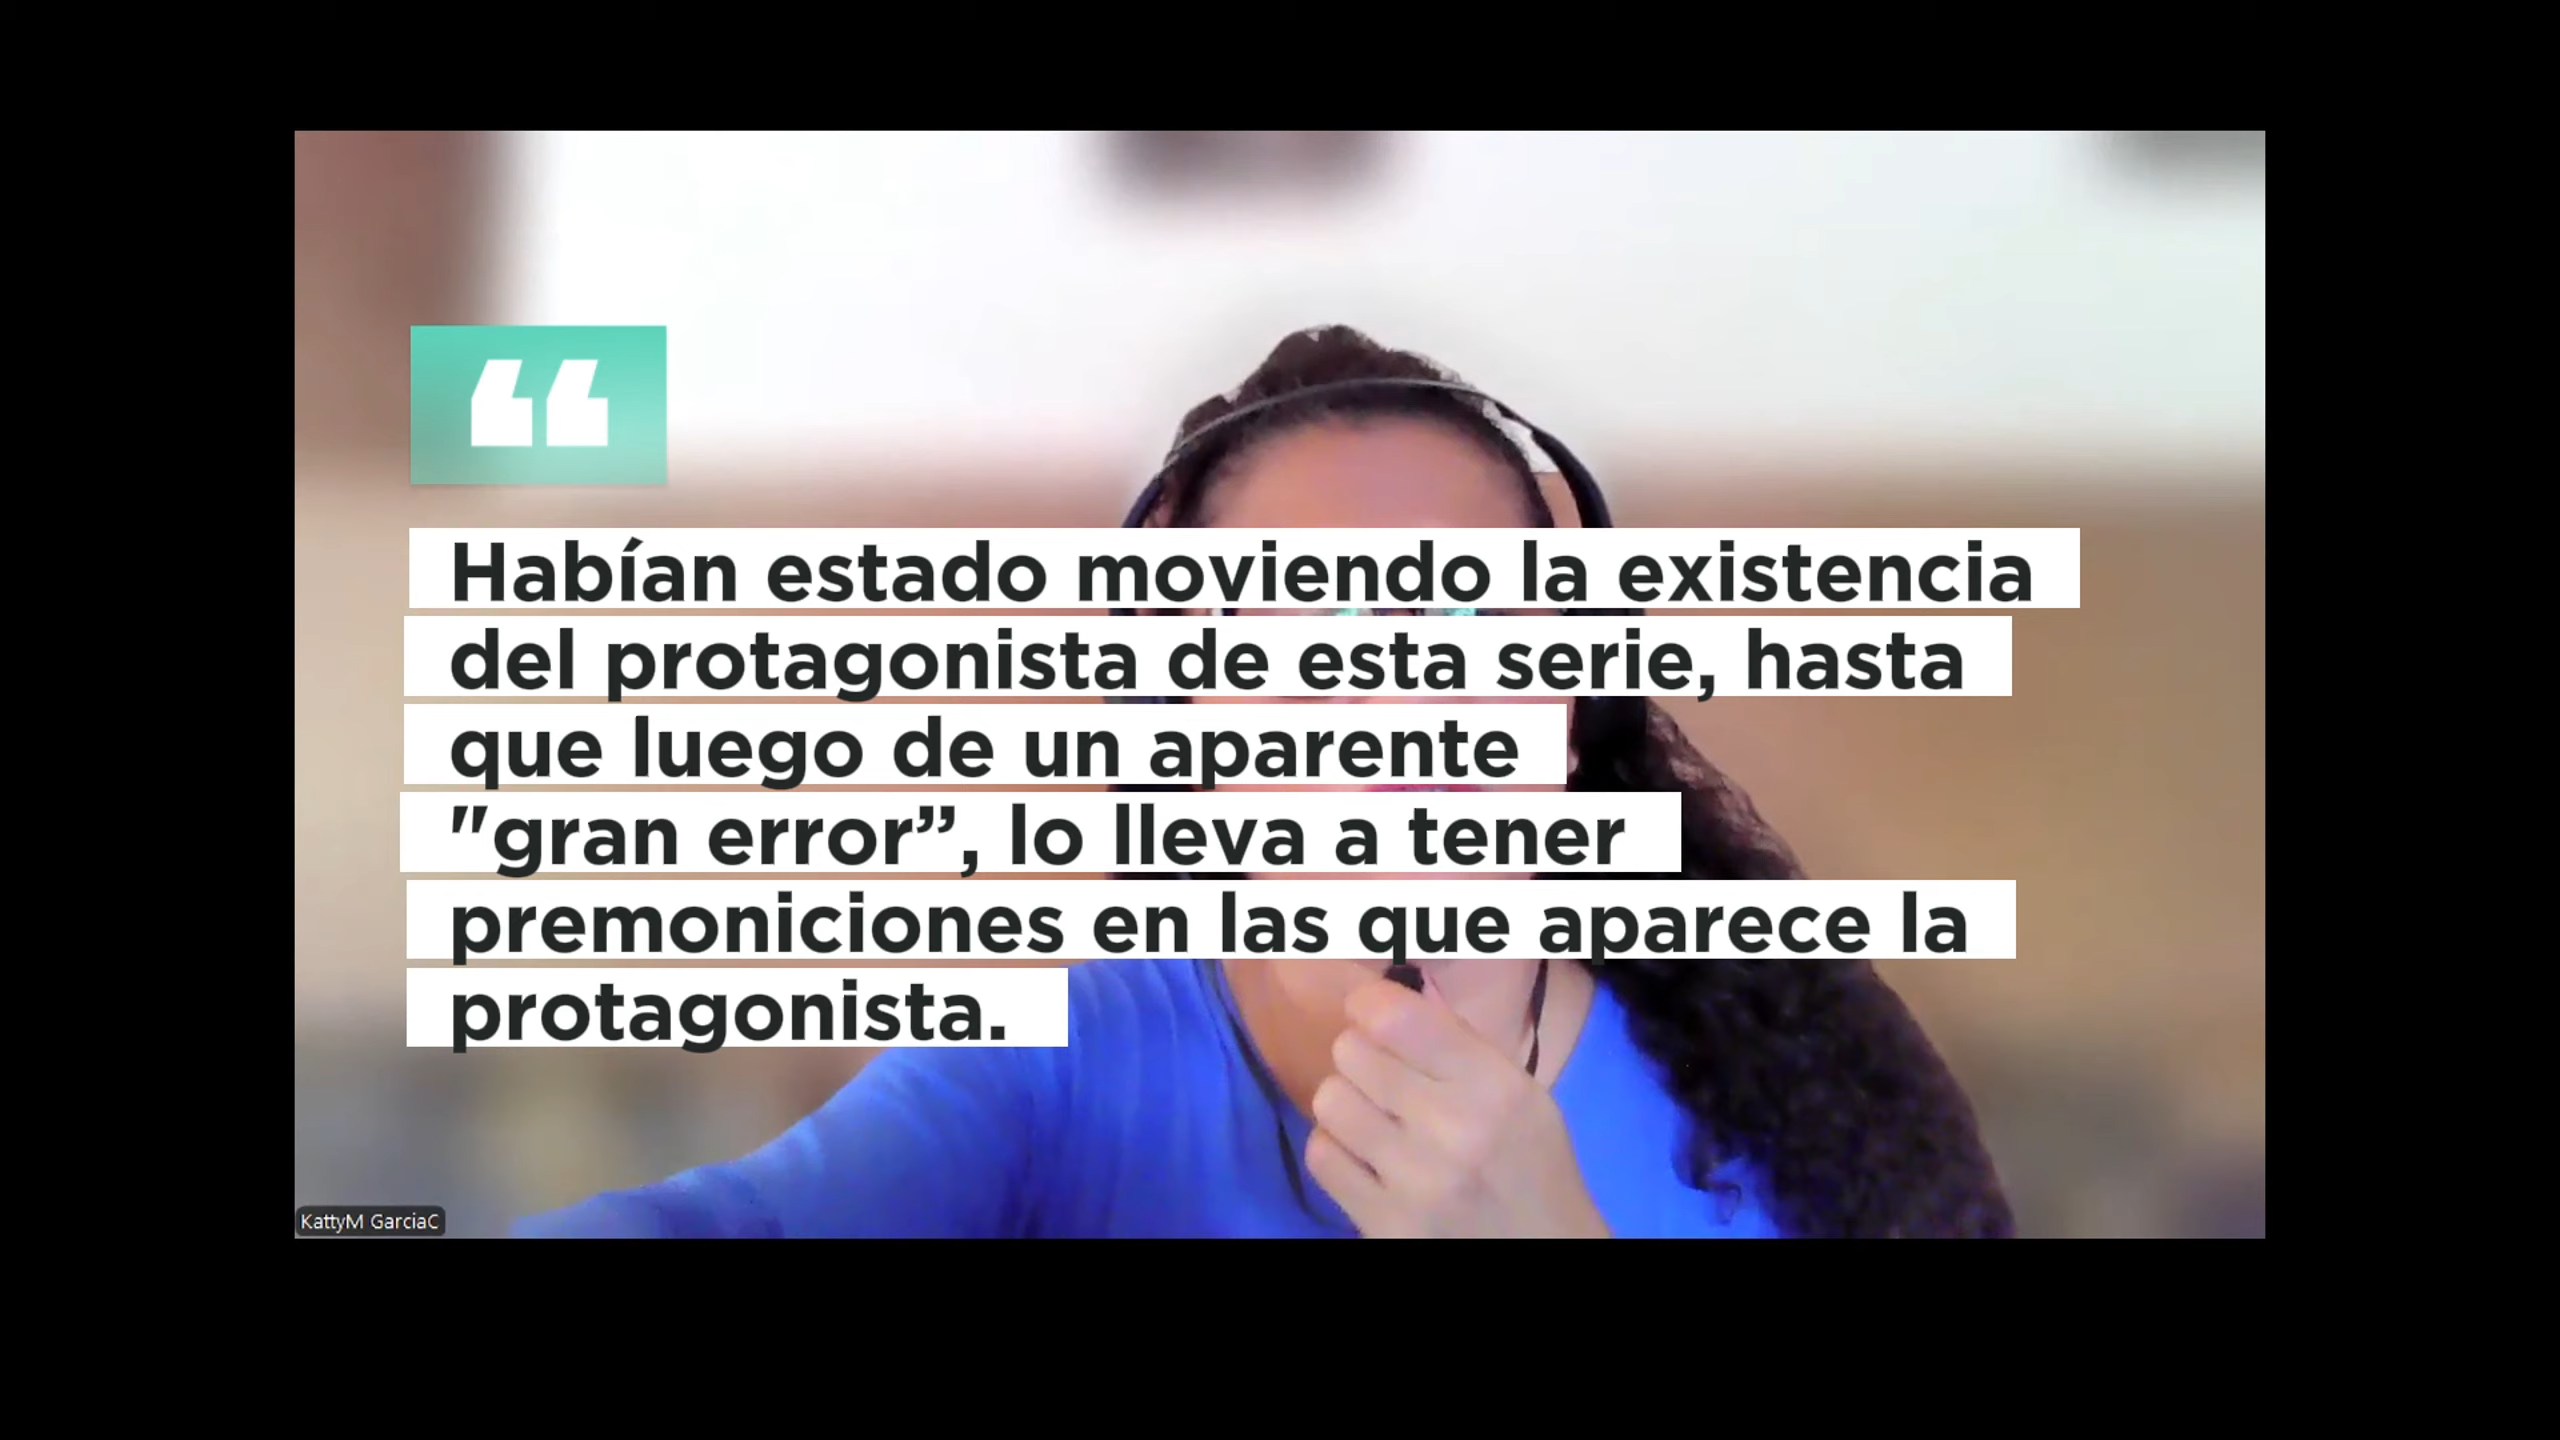 “
Habían estado moviendo la existencia
del protagonista de esta serie, hasta
que luego de un aparente
"gran error”, lo lleva a tener
premoniciones en las que aparece la
protagonista.
KattyM GarciaC